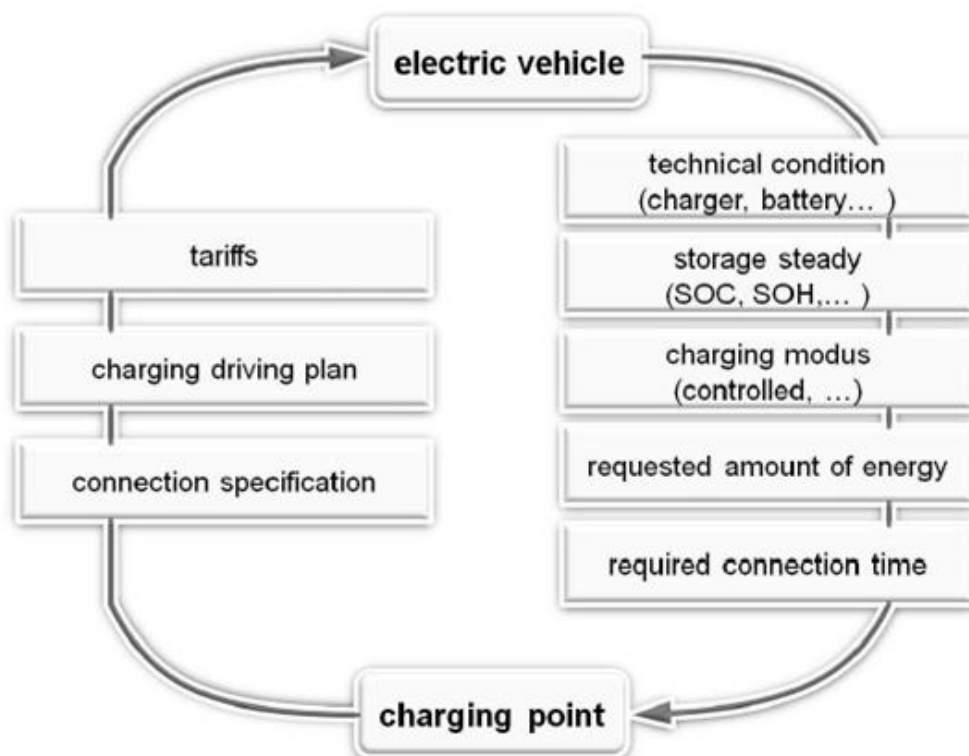 electric vehicle
technical condition
(charger, battery… )
storage steady
(SOC, SOH,… )
charging modus
(controlled, …)
requested amount of energy
required connection time
charging point
connection specification
charging driving plan
tariffs